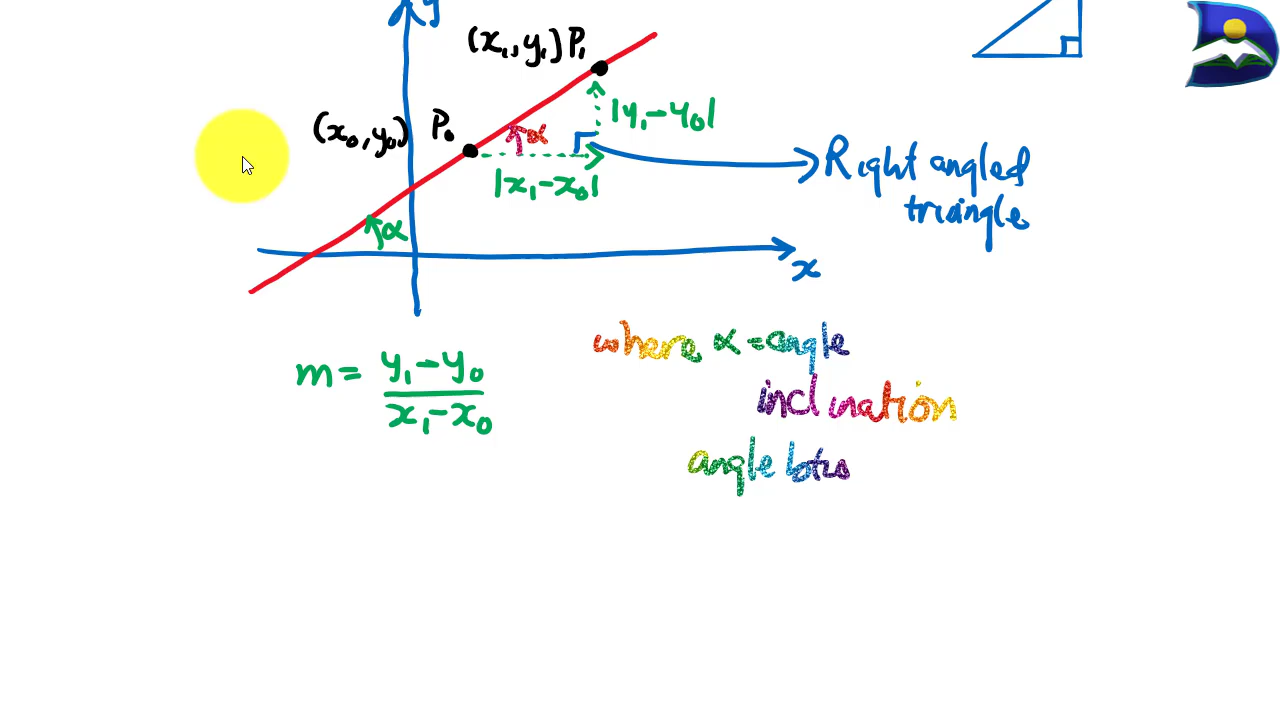 y
(x₁, y₁) P₁
|y₁ - y₀|
(x₀, y₀) P₀
α
|x₁ - x₀|
Right angled
triangle
α
x
m = y₁ - y₀ / x₁ - x₀
where α = angle
inclination
angle btw